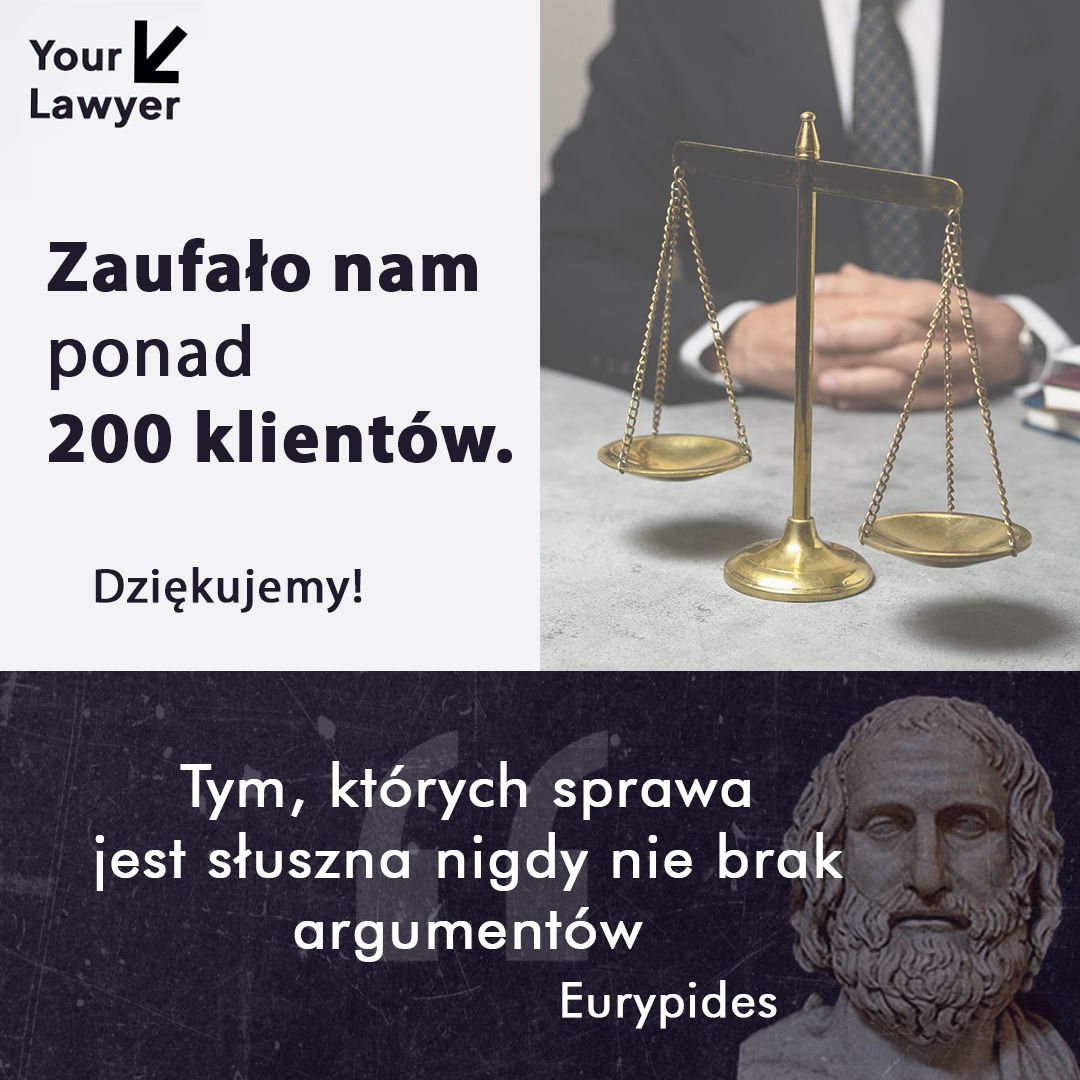 Your
Lawyer
Zaufało nam
ponad
200 klientów.
Dziękujemy!
Tym, których sprawa
jest słuszna nigdy nie brak
argumentów
Eurypides